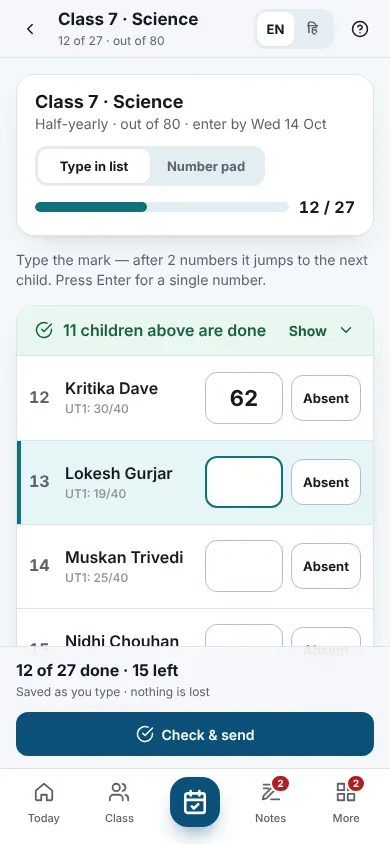 Class 7 · Science
12 of 27 · out of 80
EN
हि
Class 7 · Science
Half-yearly · out of 80 · enter by Wed 14 Oct
Type in list
Number pad
12 / 27
Type the mark — after 2 numbers it jumps to the next
child. Press Enter for a single number.
11 children above are done
Show
12
Kritika Dave
UT1: 30/40
62
Absent
13
Lokesh Gurjar
UT1: 19/40
Absent
14
Muskan Trivedi
UT1: 25/40
Absent
15
Nidhi Chouhan
Absent
12 of 27 done · 15 left
Saved as you type · nothing is lost
Check & send
2
2
Today
Class
Notes
More